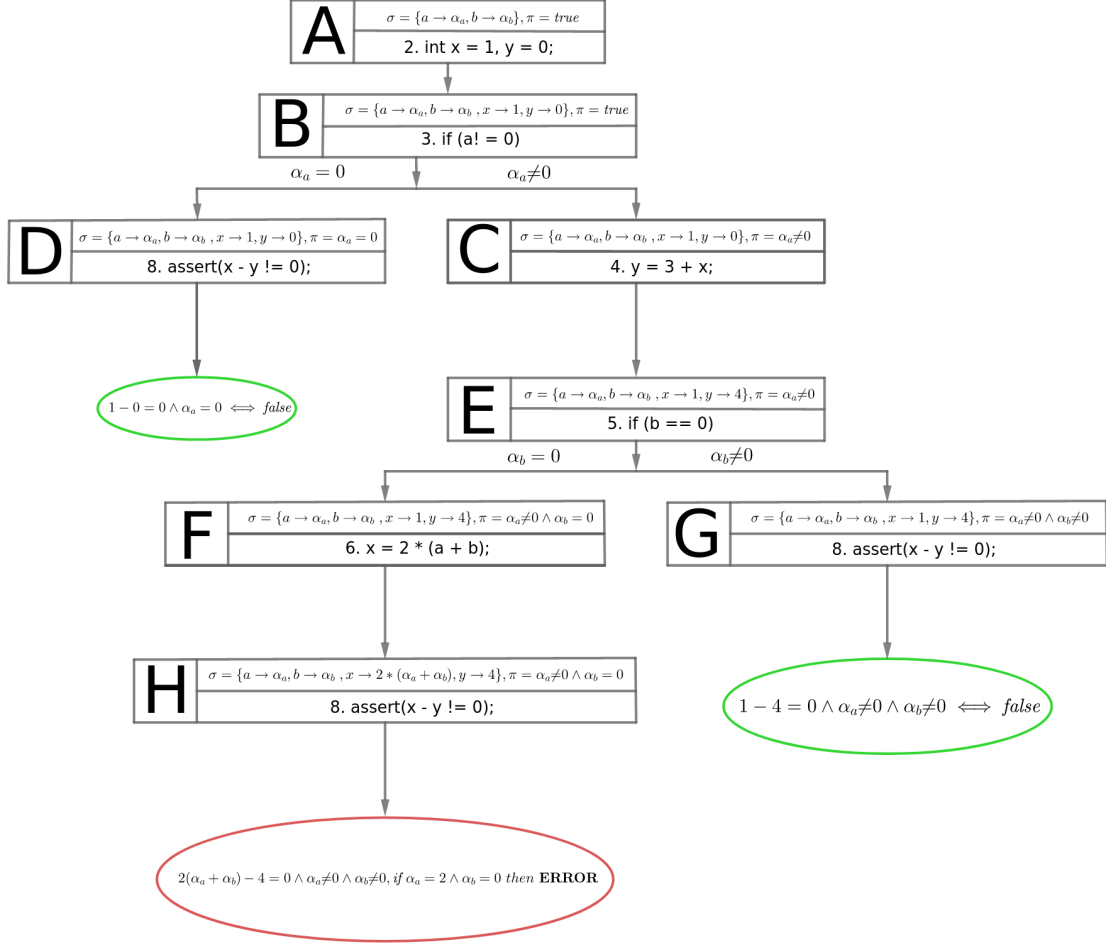 A
σ = {a → α_a, b → α_b}, π = true
2. int x = 1, y = 0;
B
σ = {a → α_a, b → α_b , x → 1, y → 0}, π = true
3. if (a! = 0)
α_a = 0
α_a ≠ 0
D
σ = {a → α_a, b → α_b , x → 1, y → 0}, π = α_a = 0
8. assert(x - y != 0);
C
σ = {a → α_a, b → α_b , x → 1, y → 0}, π = α_a ≠ 0
4. y = 3 + x;
1 − 0 = 0 ∧ α_a = 0 ⟺ false
E
σ = {a → α_a, b → α_b , x → 1, y → 4}, π = α_a ≠ 0
5. if (b == 0)
α_b = 0
α_b ≠ 0
F
σ = {a → α_a, b → α_b , x → 1, y → 4}, π = α_a ≠ 0 ∧ α_b = 0
6. x = 2 * (a + b);
G
σ = {a → α_a, b → α_b , x → 1, y → 4}, π = α_a ≠ 0 ∧ α_b ≠ 0
8. assert(x - y != 0);
H
σ = {a → α_a, b → α_b , x → 2 ∗ (α_a + α_b), y → 4}, π = α_a ≠ 0 ∧ α_b = 0
8. assert(x - y != 0);
1 − 4 = 0 ∧ α_a ≠ 0 ∧ α_b ≠ 0 ⟺ false
2(α_a + α_b) − 4 = 0 ∧ α_a ≠ 0 ∧ α_b ≠ 0, if α_a = 2 ∧ α_b = 0 then ERROR